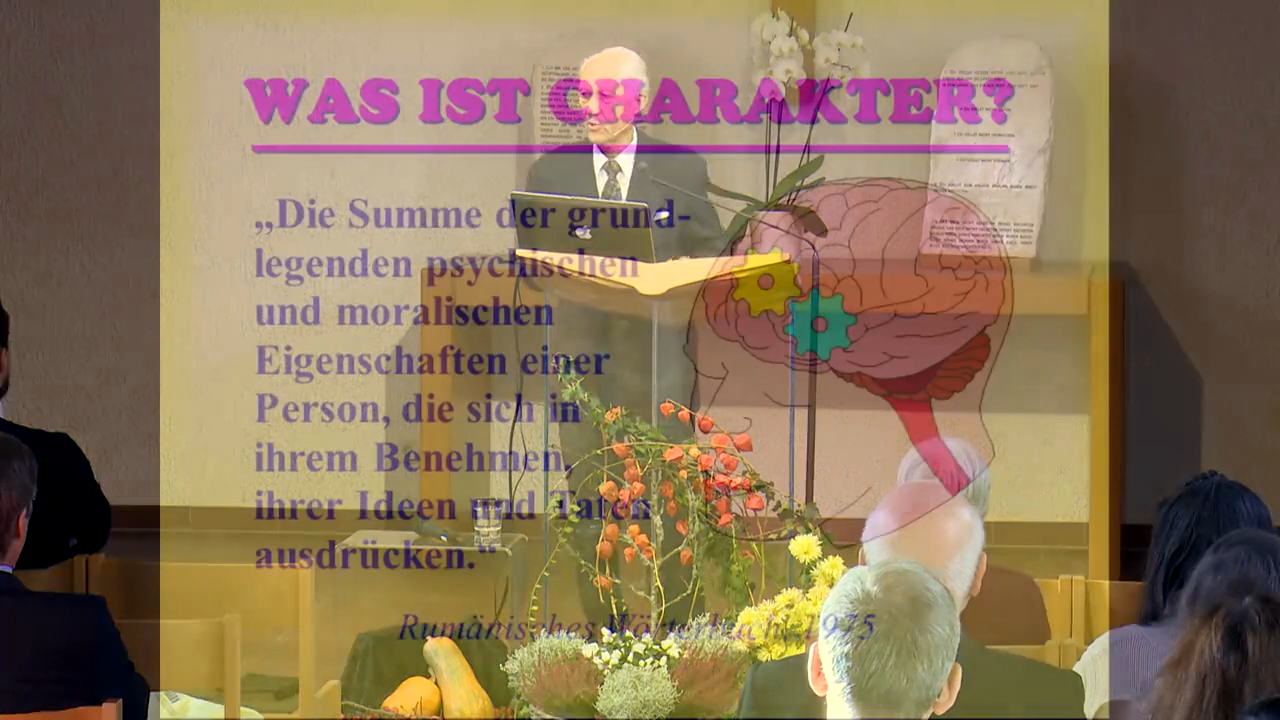 WAS IST CHARAKTER?
„Die Summe der grund-
legenden psychischen
und moralischen
Eigenschaften einer
Person, die sich in
ihrem Benehmen,
ihrer Ideen und Taten
ausdrücken.“
Rumänisches Wörterbuch, 1975